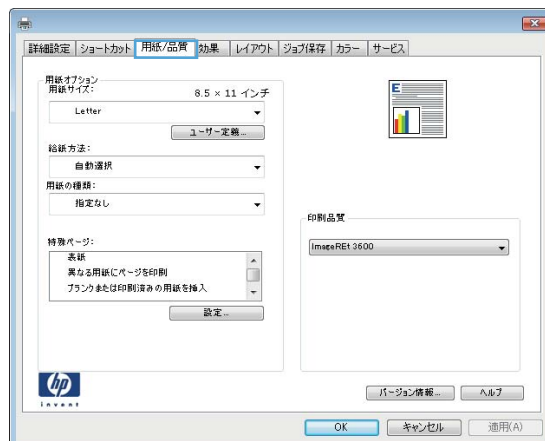 詳細設定 ショートカット 用紙/品質 効果 レイアウト ジョブ保存 カラー サービス
用紙オプション
用紙サイズ: 8.5 × 11 インチ
Letter
ユーザー定義...
給紙方法:
自動選択
用紙の種類:
指定なし
特殊ページ:
表紙
異なる用紙にページを印刷
ブランクまたは印刷済みの用紙を挿入
設定...
E
印刷品質
ImageREt 3600
hp
invent
バージョン情報... ヘルプ
OK キャンセル 適用(A)